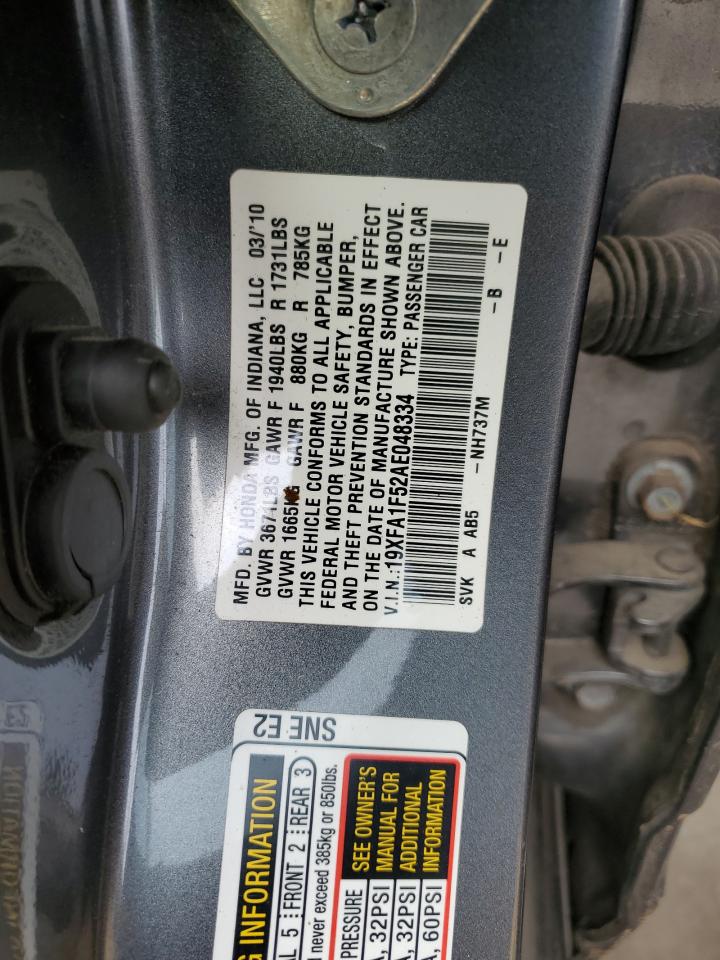 MFD. BY HONDA MFG. OF INDIANA, LLC 03/'10
GVWR 3671LBS GAWR F 1940LBS R 1731LBS
GVWR 1665KG GAWR F 880KG R 785KG
THIS VEHICLE CONFORMS TO ALL APPLICABLE
FEDERAL MOTOR VEHICLE SAFETY, BUMPER,
AND THEFT PREVENTION STANDARDS IN EFFECT
ON THE DATE OF MANUFACTURE SHOWN ABOVE.
V.I.N.:19XFA1F52AE048334 TYPE: PASSENGER CAR
SVK A AB5 -NH737M -B -E
SNE E2
G INFORMATION
AL 5 FRONT 2 REAR 3
d never exceed 385kg or 850lbs.
PRESSURE SEE OWNER'S
A, 32PSI MANUAL FOR
A, 32PSI ADDITIONAL
A, 60PSI INFORMATION